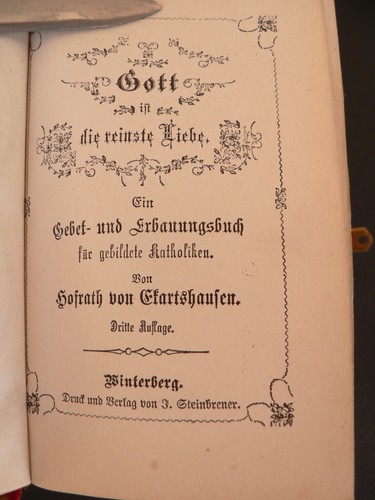 Gott
ist
die reinste Liebe.
Ein
Gebet- und Erbauungsbuch
für gebildete Katholiken.
Von
Hofrath von Ekartshausen.
Dritte Auflage.
Winterberg.
Druck und Verlag von J. Steinbrener.